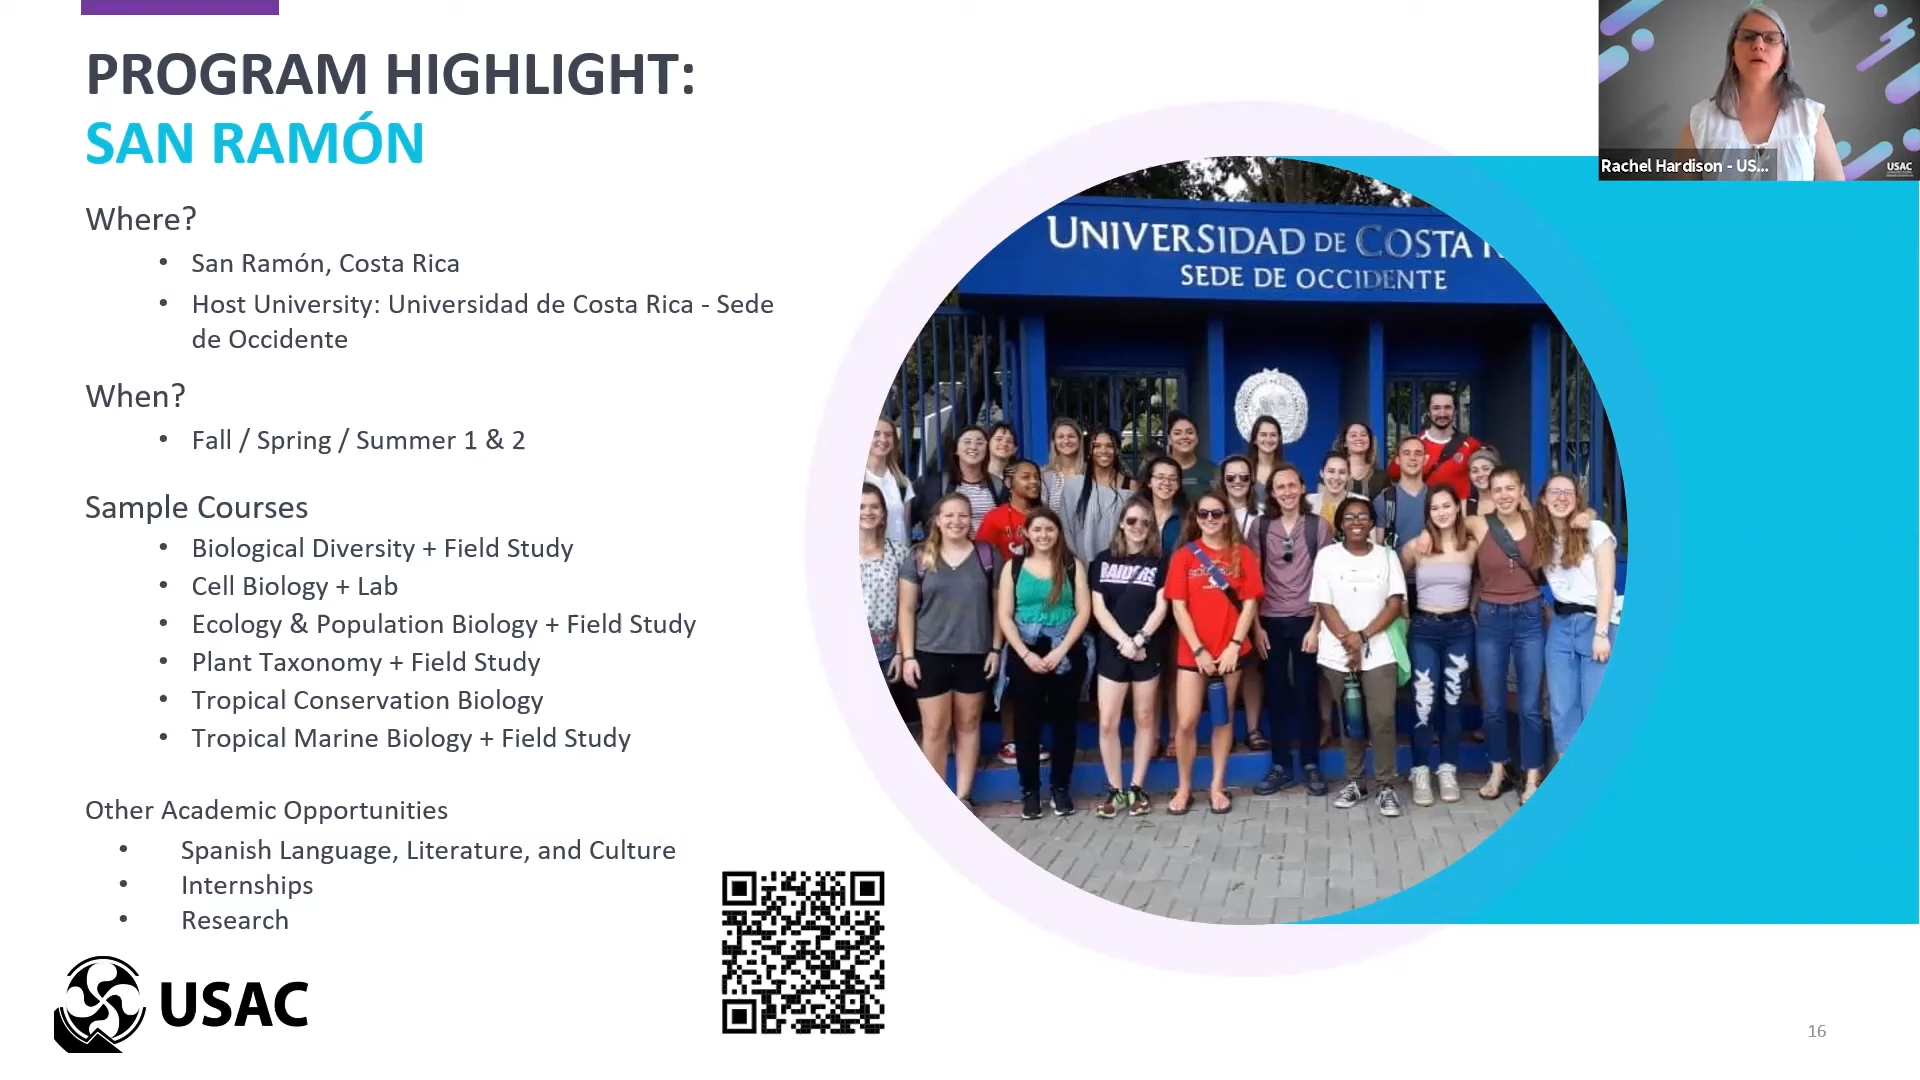 PROGRAM HIGHLIGHT:
SAN RAMÓN
Where?
• San Ramón, Costa Rica
• Host University: Universidad de Costa Rica - Sede
de Occidente
When?
• Fall / Spring / Summer 1 & 2
Sample Courses
• Biological Diversity + Field Study
• Cell Biology + Lab
• Ecology & Population Biology + Field Study
• Plant Taxonomy + Field Study
• Tropical Conservation Biology
• Tropical Marine Biology + Field Study
Other Academic Opportunities
• Spanish Language, Literature, and Culture
• Internships
• Research
USAC
UNIVERSIDAD DE COSTA
SEDE DE OCCIDENTE
RAIDERS
Rachel Hardison - US...
USAC
16